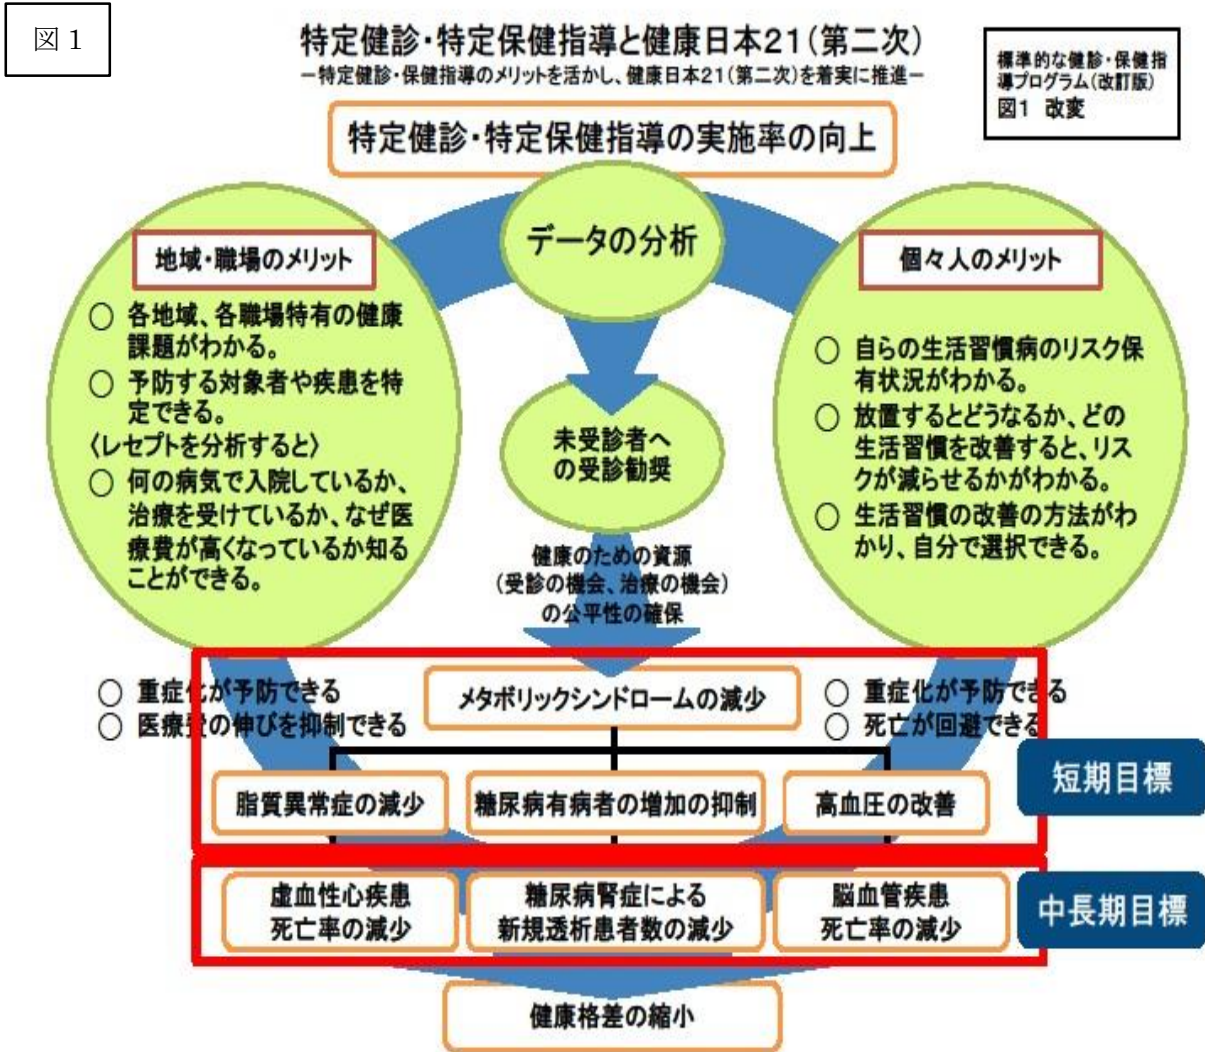 図 1
特定健診・特定保健指導と健康日本21(第二次)
－特定健診・保健指導のメリットを活かし、健康日本21(第二次)を着実に推進－
標準的な健診・保健指
導プログラム(改訂版)
図1 改変
特定健診・特定保健指導の実施率の向上
データの分析
地域・職場のメリット
○ 各地域、各職場特有の健康
課題がわかる。
○ 予防する対象者や疾患を特
定できる。
〈レセプトを分析すると〉
○ 何の病気で入院しているか、
治療を受けているか、なぜ医
療費が高くなっているか知る
ことができる。
個々人のメリット
○ 自らの生活習慣病のリスク保
有状況がわかる。
○ 放置するとどうなるか、どの
生活習慣を改善すると、リス
クが減らせるかがわかる。
○ 生活習慣の改善の方法がわ
かり、自分で選択できる。
未受診者へ
の受診勧奨
健康のための資源
(受診の機会、治療の機会)
の公平性の確保
○ 重症化が予防できる
○ 医療費の伸びを抑制できる
メタボリックシンドロームの減少
○ 重症化が予防できる
○ 死亡が回避できる
短期目標
脂質異常症の減少
糖尿病有病者の増加の抑制
高血圧の改善
虚血性心疾患
死亡率の減少
糖尿病腎症による
新規透析患者数の減少
脳血管疾患
死亡率の減少
中長期目標
健康格差の縮小